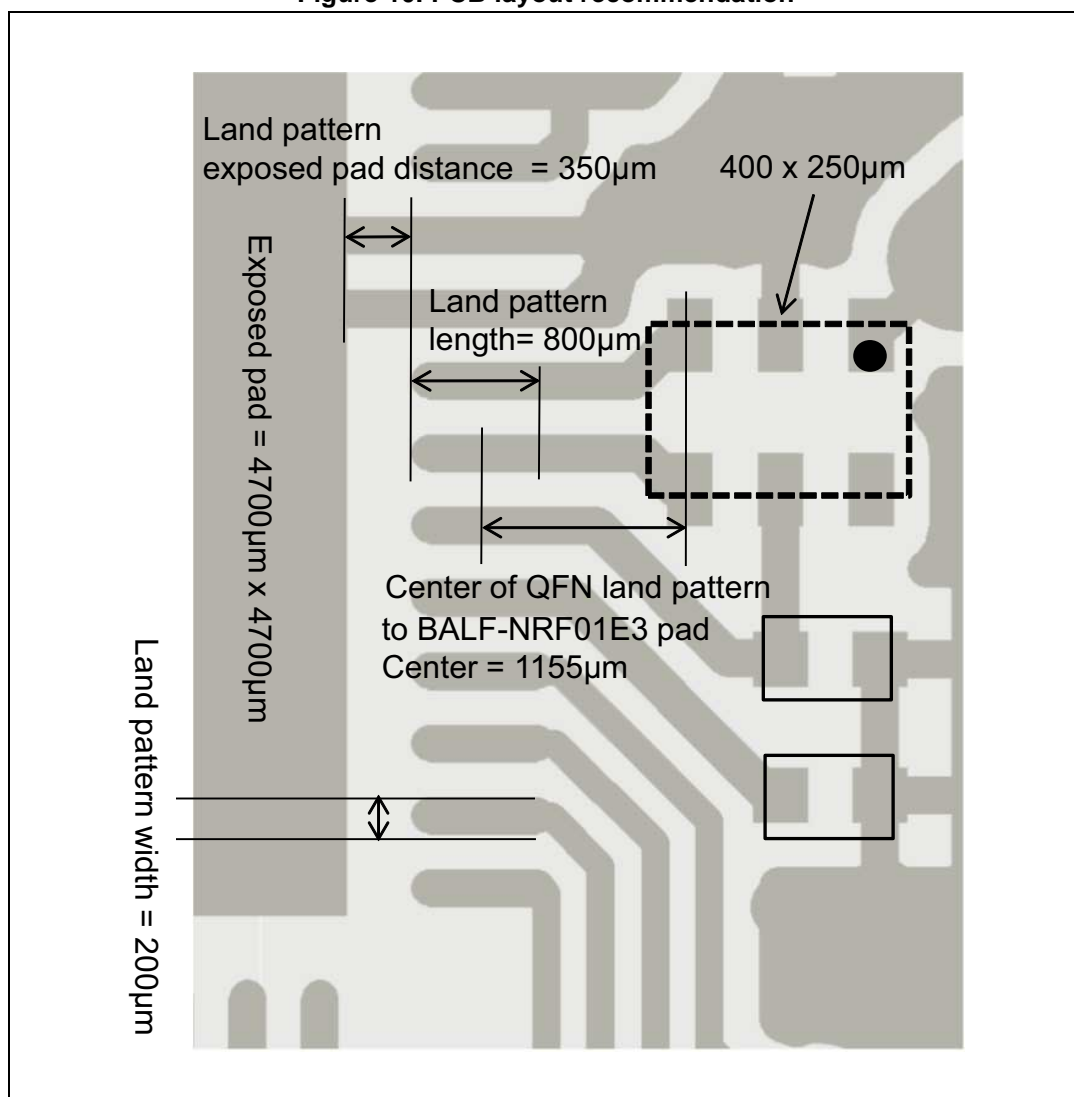 Land pattern
exposed pad distance = 350µm
400 x 250µm
Exposed pad = 4700µm x 4700µm
Land pattern
length= 800µm
Center of QFN land pattern
to BALF-NRF01E3 pad
Center = 1155µm
Land pattern width = 200µm